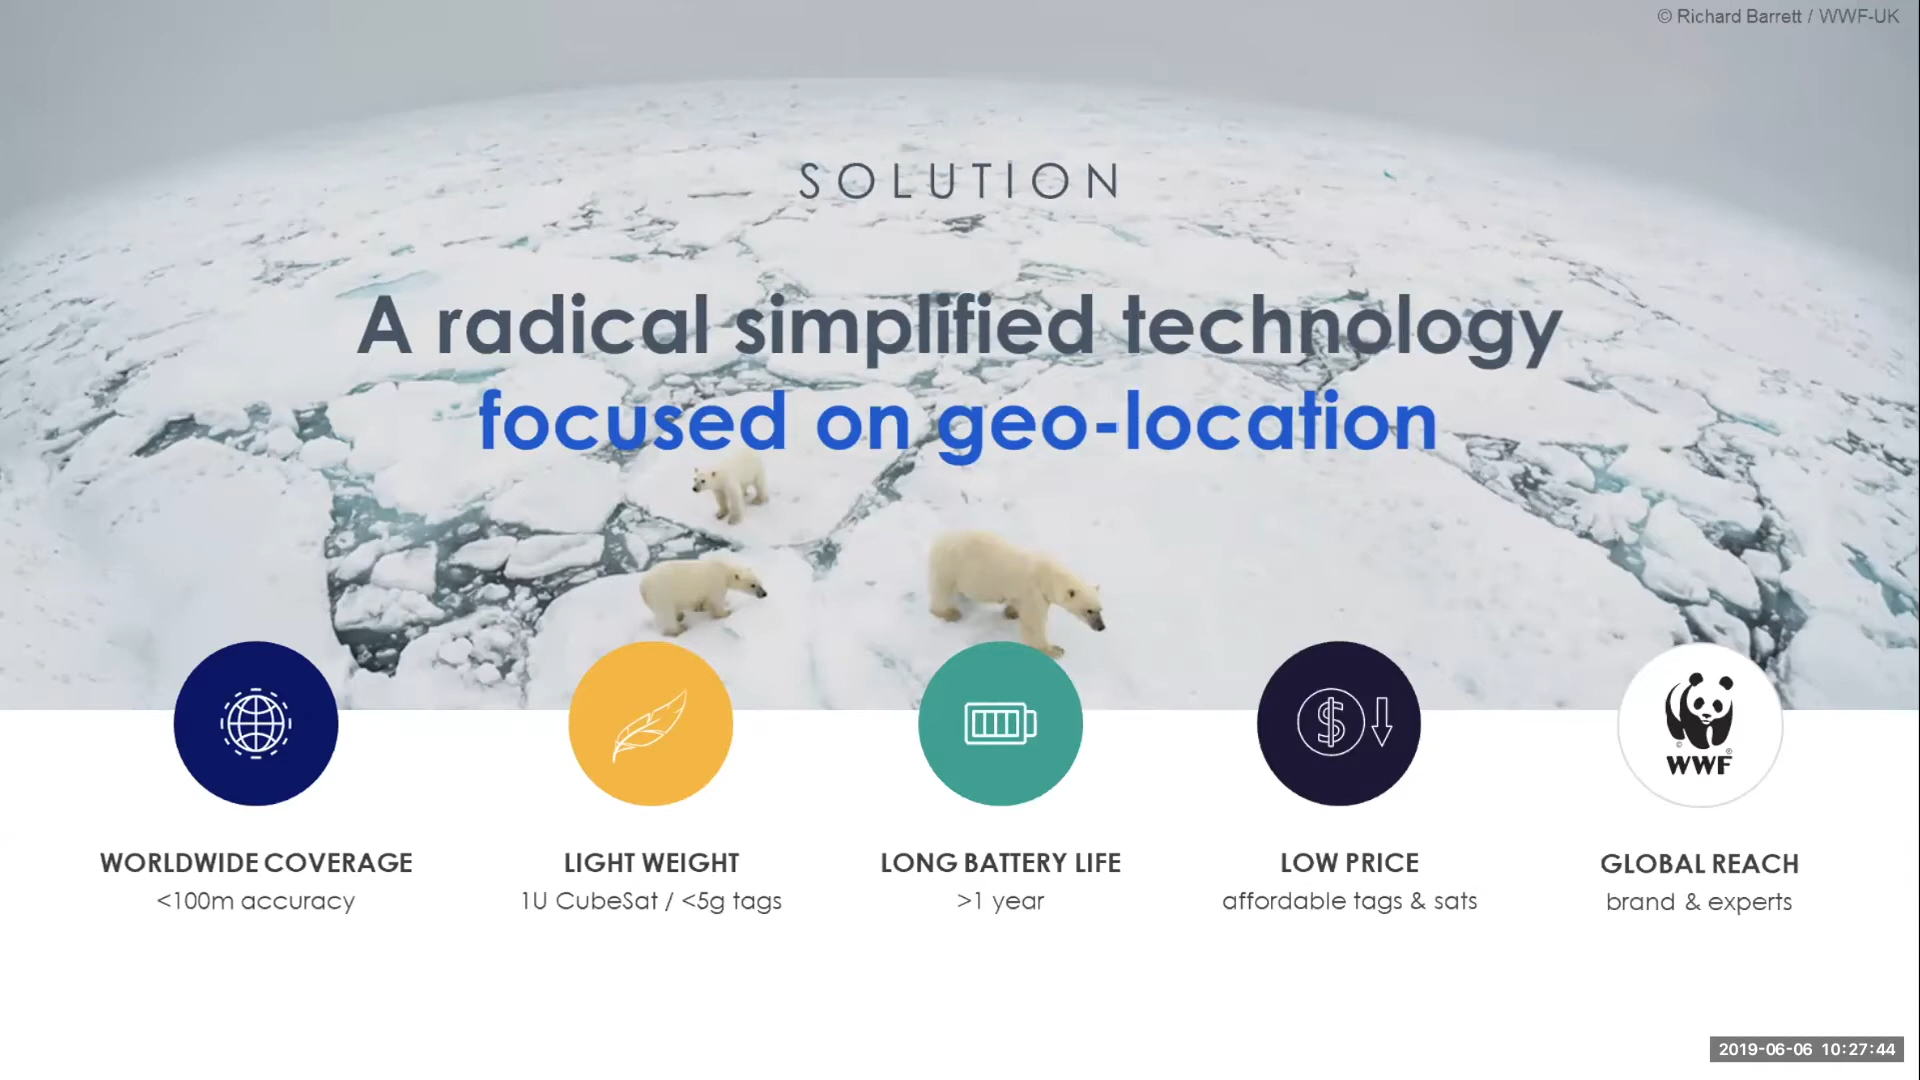 © Richard Barrett / WWF-UK
SOLUTION
A radical simplified technology
focused on geo-location
WWF
WORLDWIDE COVERAGE
<100m accuracy
LIGHT WEIGHT
1U CubeSat / <5g tags
LONG BATTERY LIFE
>1 year
LOW PRICE
affordable tags & sats
GLOBAL REACH
brand & experts
2019-06-06 10:27:44